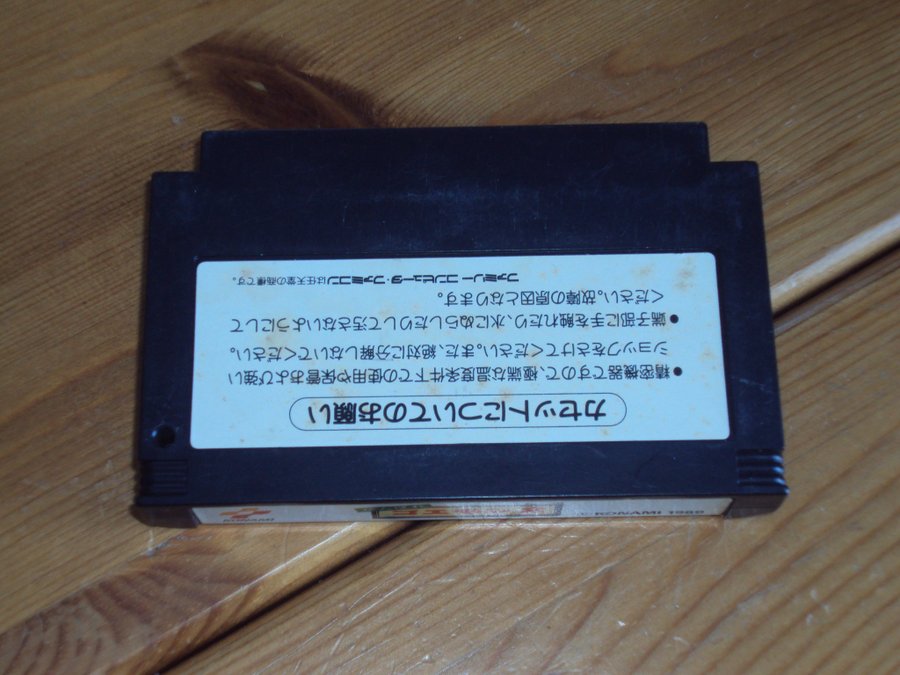 カセットについてのお願い
●精密機器ですので、極端な温度条件下での使用や保管および強い
ショックをさけてください。また、絶対に分解しないでください。
●端子部に手を触れたり、水にぬらしたりして汚さないようにして
ください。故障の原因となります。
ファミリーコンピュータ・ファミコンは任天堂の商標です。
KONAMI
KONAMI 1989